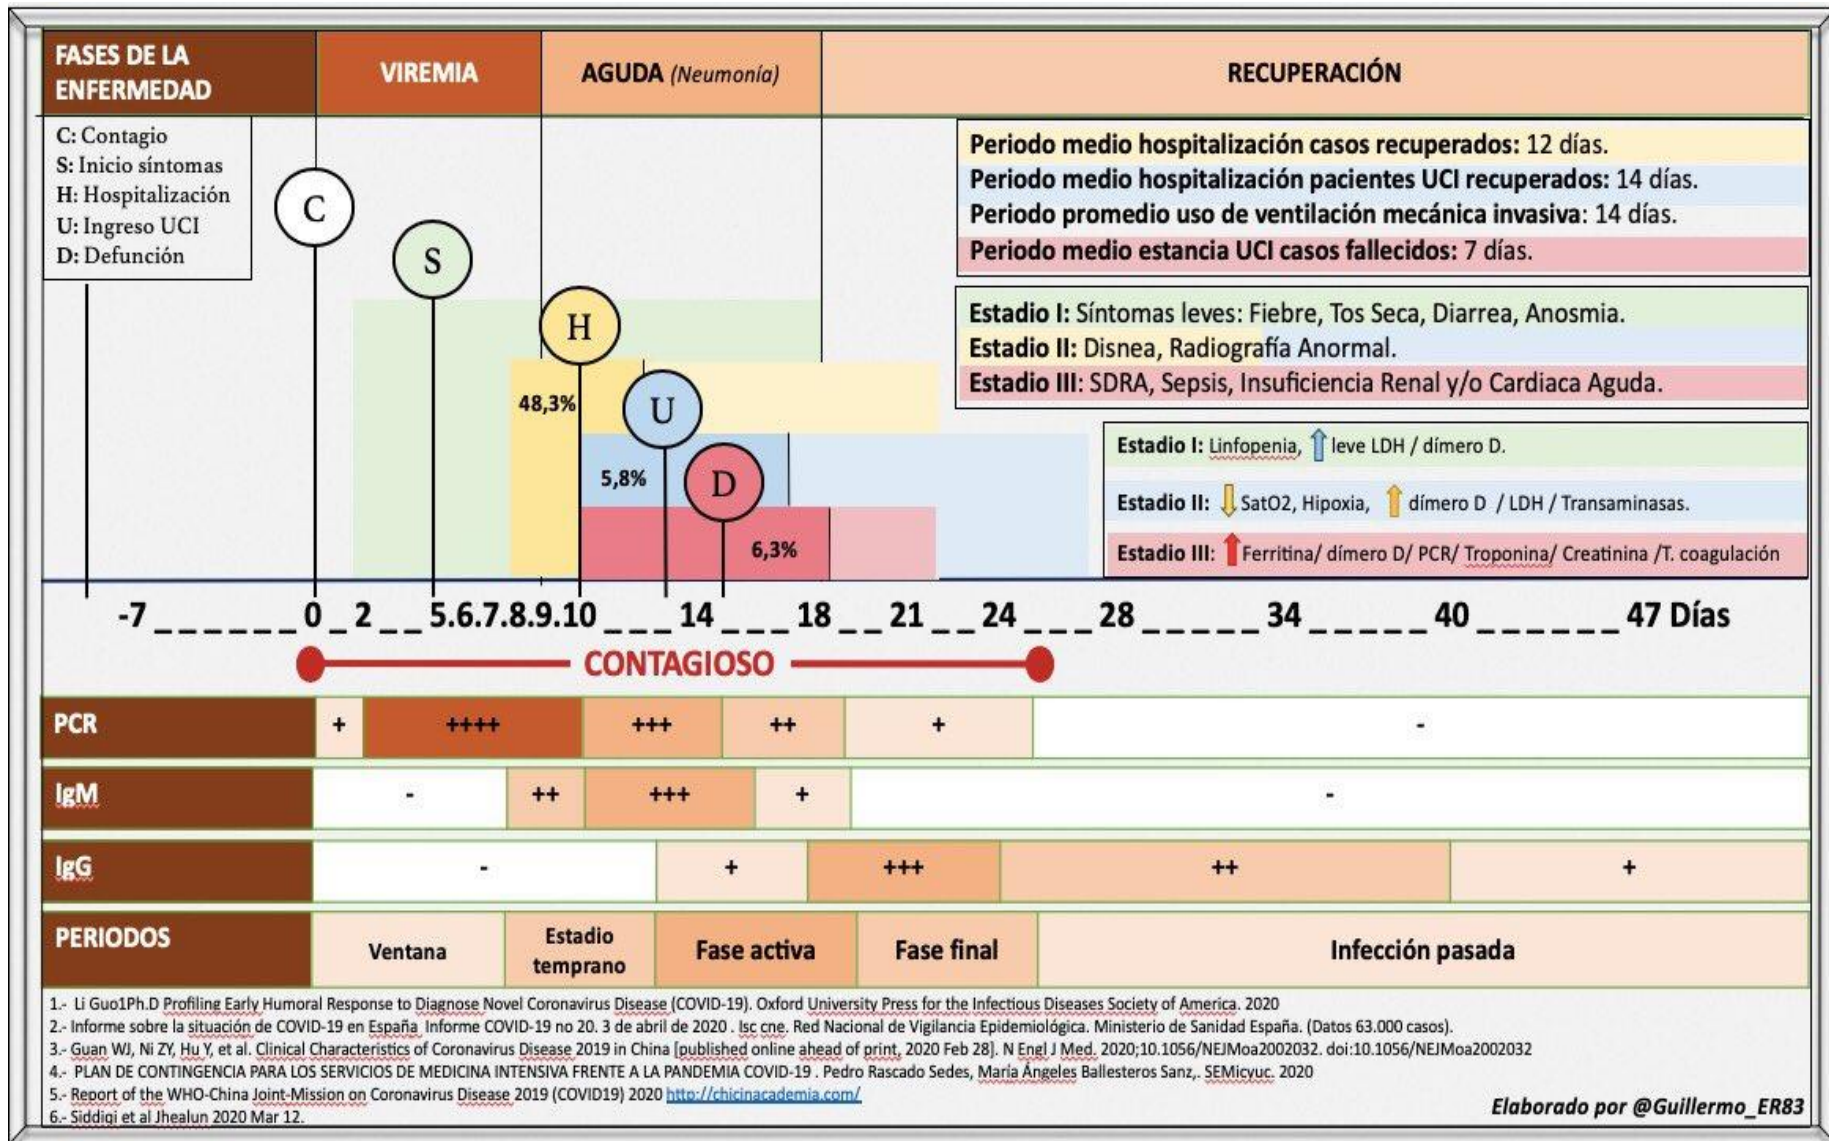 FASES DE LA
ENFERMEDAD
VIREMIA
AGUDA (Neumonía)
RECUPERACIÓN
C: Contagio
S: Inicio síntomas
H: Hospitalización
U: Ingreso UCI
D: Defunción
C
S
H
U
D
48,3%
5,8%
6,3%
Periodo medio hospitalización casos recuperados: 12 días.
Periodo medio hospitalización pacientes UCI recuperados: 14 días.
Periodo promedio uso de ventilación mecánica invasiva: 14 días.
Periodo medio estancia UCI casos fallecidos: 7 días.
Estadio I: Síntomas leves: Fiebre, Tos Seca, Diarrea, Anosmia.
Estadio II: Disnea, Radiografía Anormal.
Estadio III: SDRA, Sepsis, Insuficiencia Renal y/o Cardiaca Aguda.
Estadio I: Linfopenia, ⇧ leve LDH / dímero D.
Estadio II: ⇩ SatO2, Hipoxia, ⇧ dímero D / LDH / Transaminasas.
Estadio III: ⇧ Ferritina/ dímero D/ PCR/ Troponina/ Creatinina /T. coagulación
-7 _ _ _ _ _ _ _ 0 _ 2 _ _ 5.6.7.8.9.10 _ _ _ 14 _ _ _ 18 _ _ 21 _ _ 24 _ _ _ 28 _ _ _ _ _ 34 _ _ _ _ _ 40 _ _ _ _ _ _ 47 Días
CONTAGIOSO
PCR + ++++ +++ ++ + -
IgM - ++ +++ + -
IgG - + +++ ++ +
PERIODOS
Ventana
Estadio
temprano
Fase activa
Fase final
Infección pasada
1.- Li Guo1Ph.D Profiling Early Humoral Response to Diagnose Novel Coronavirus Disease (COVID-19). Oxford University Press for the Infectious Diseases Society of America. 2020
2.- Informe sobre la situación de COVID-19 en España Informe COVID-19 no 20. 3 de abril de 2020 . Isc cne. Red Nacional de Vigilancia Epidemiológica. Ministerio de Sanidad España. (Datos 63.000 casos).
3.- Guan WJ, Ni ZY, Hu Y, et al. Clinical Characteristics of Coronavirus Disease 2019 in China [published online ahead of print, 2020 Feb 28]. N Engl J Med. 2020;10.1056/NEJMoa2002032. doi:10.1056/NEJMoa2002032
4.- PLAN DE CONTINGENCIA PARA LOS SERVICIOS DE MEDICINA INTENSIVA FRENTE A LA PANDEMIA COVID-19 . Pedro Rascado Sedes, María Ángeles Ballesteros Sanz,. SEMicyuc. 2020
5.- Report of the WHO-China Joint-Mission on Coronavirus Disease 2019 (COVID19) 2020 http://chicinacademia.com/
6.- Siddiqi et al Jhealun 2020 Mar 12.
Elaborado por @Guillermo_ER83